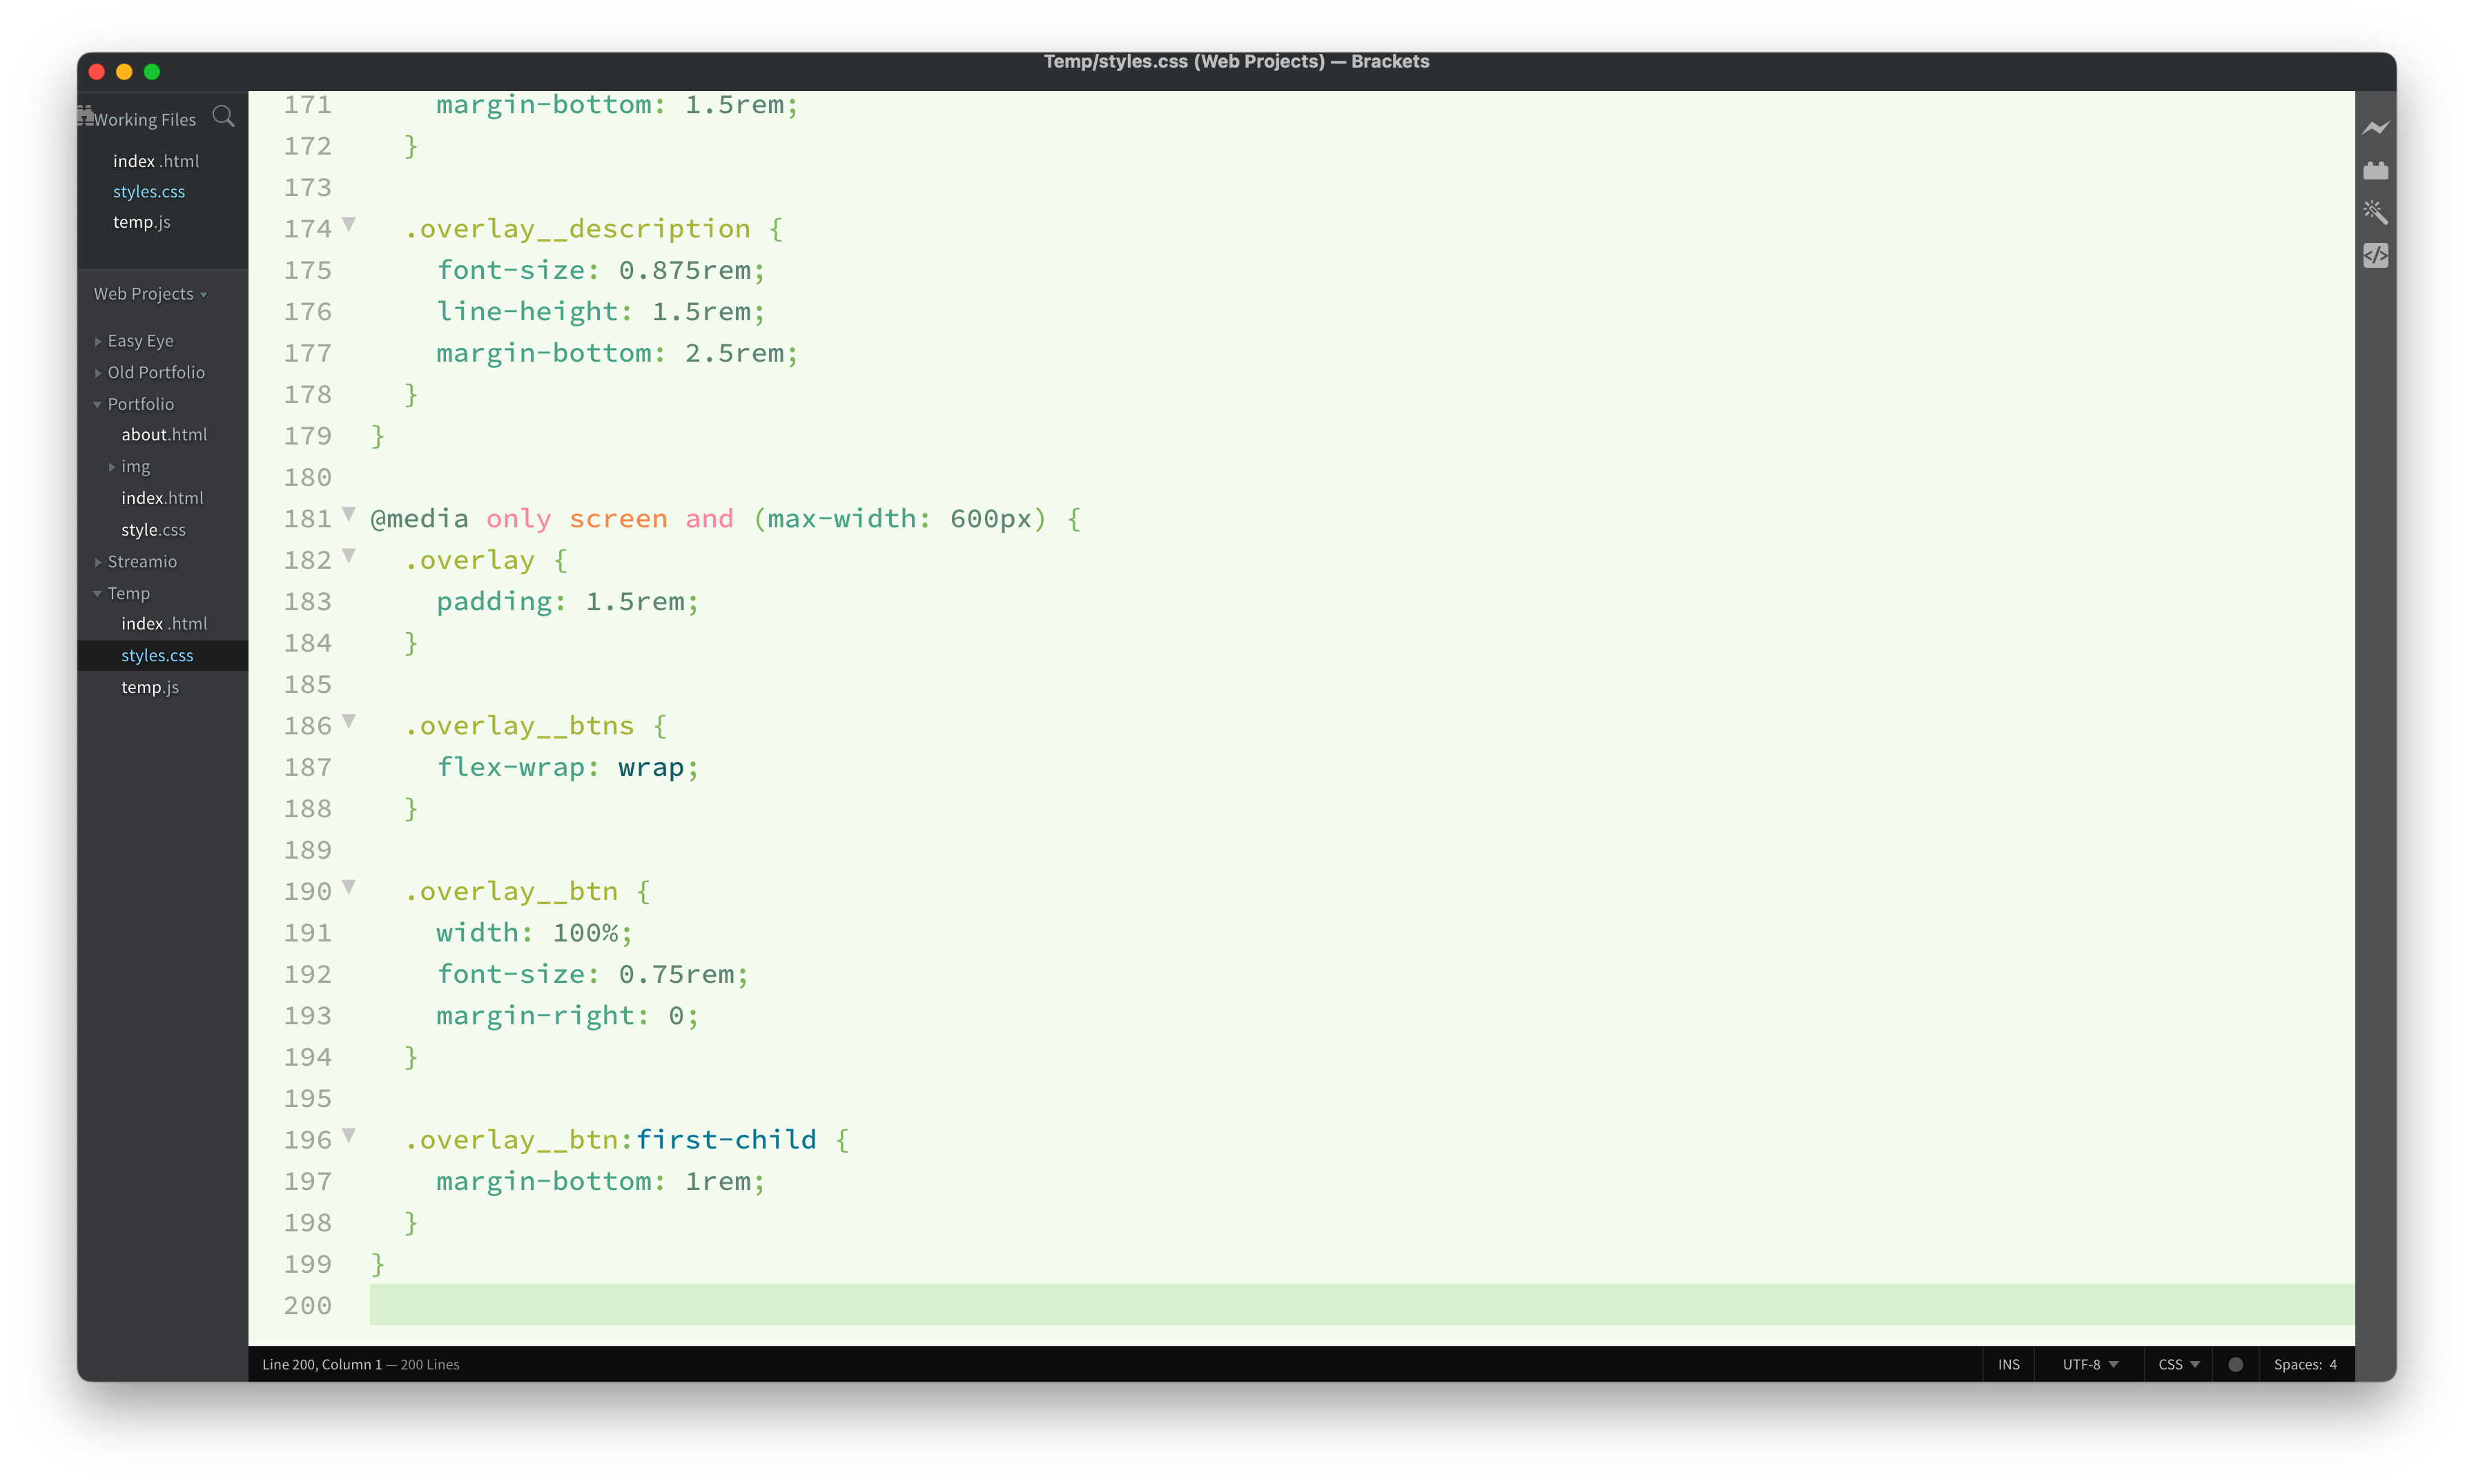 Temp/styles.css (Web Projects) — Brackets
Working Files
index .html
styles.css
temp.js
Web Projects
Easy Eye
Old Portfolio
Portfolio
about.html
img
index.html
style.css
Streamio
Temp
index .html
styles.css
temp.js
171 margin-bottom: 1.5rem;
172 }
173
174 .overlay__description {
175 font-size: 0.875rem;
176 line-height: 1.5rem;
177 margin-bottom: 2.5rem;
178 }
179 }
180
181 @media only screen and (max-width: 600px) {
182 .overlay {
183 padding: 1.5rem;
184 }
185
186 .overlay__btns {
187 flex-wrap: wrap;
188 }
189
190 .overlay__btn {
191 width: 100%;
192 font-size: 0.75rem;
193 margin-right: 0;
194 }
195
196 .overlay__btn:first-child {
197 margin-bottom: 1rem;
198 }
199 }
200
Line 200, Column 1 — 200 Lines
INS UTF-8 CSS Spaces: 4